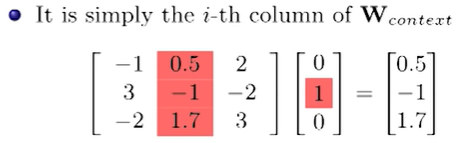 • It is simply the i-th column of W_context
[ −1 0.5 2 ] [ 0 ] [ 0.5 ]
[ 3 −1 −2 ] [ 1 ] = [ −1 ]
[ −2 1.7 3 ] [ 0 ] [ 1.7 ]